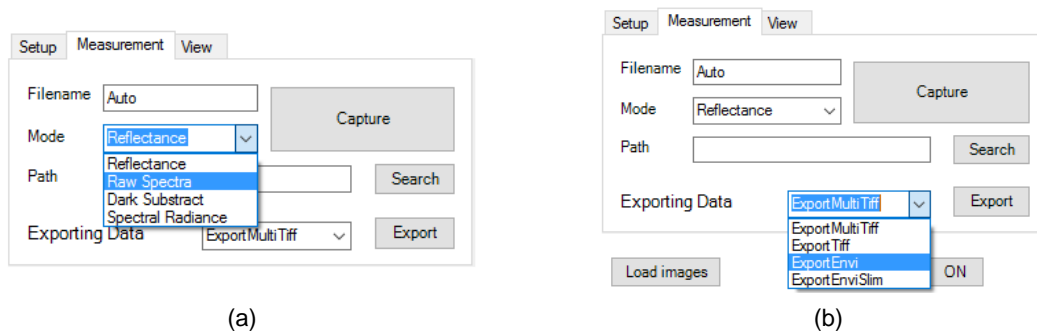 Setup Measurement View
Filename Auto
Capture
Mode Reflectance
Reflectance
Raw Spectra
Dark Substract
Spectral Radiance
Path
Search
Exporting Data ExportMultiTiff Export
(a)
Setup Measurement View
Filename Auto
Capture
Mode Reflectance
Path
Search
Exporting Data ExportMultiTiff Export
ExportMultiTiff
ExportTiff
ExportEnvi
ExportEnviSlim
Load images ON
(b)